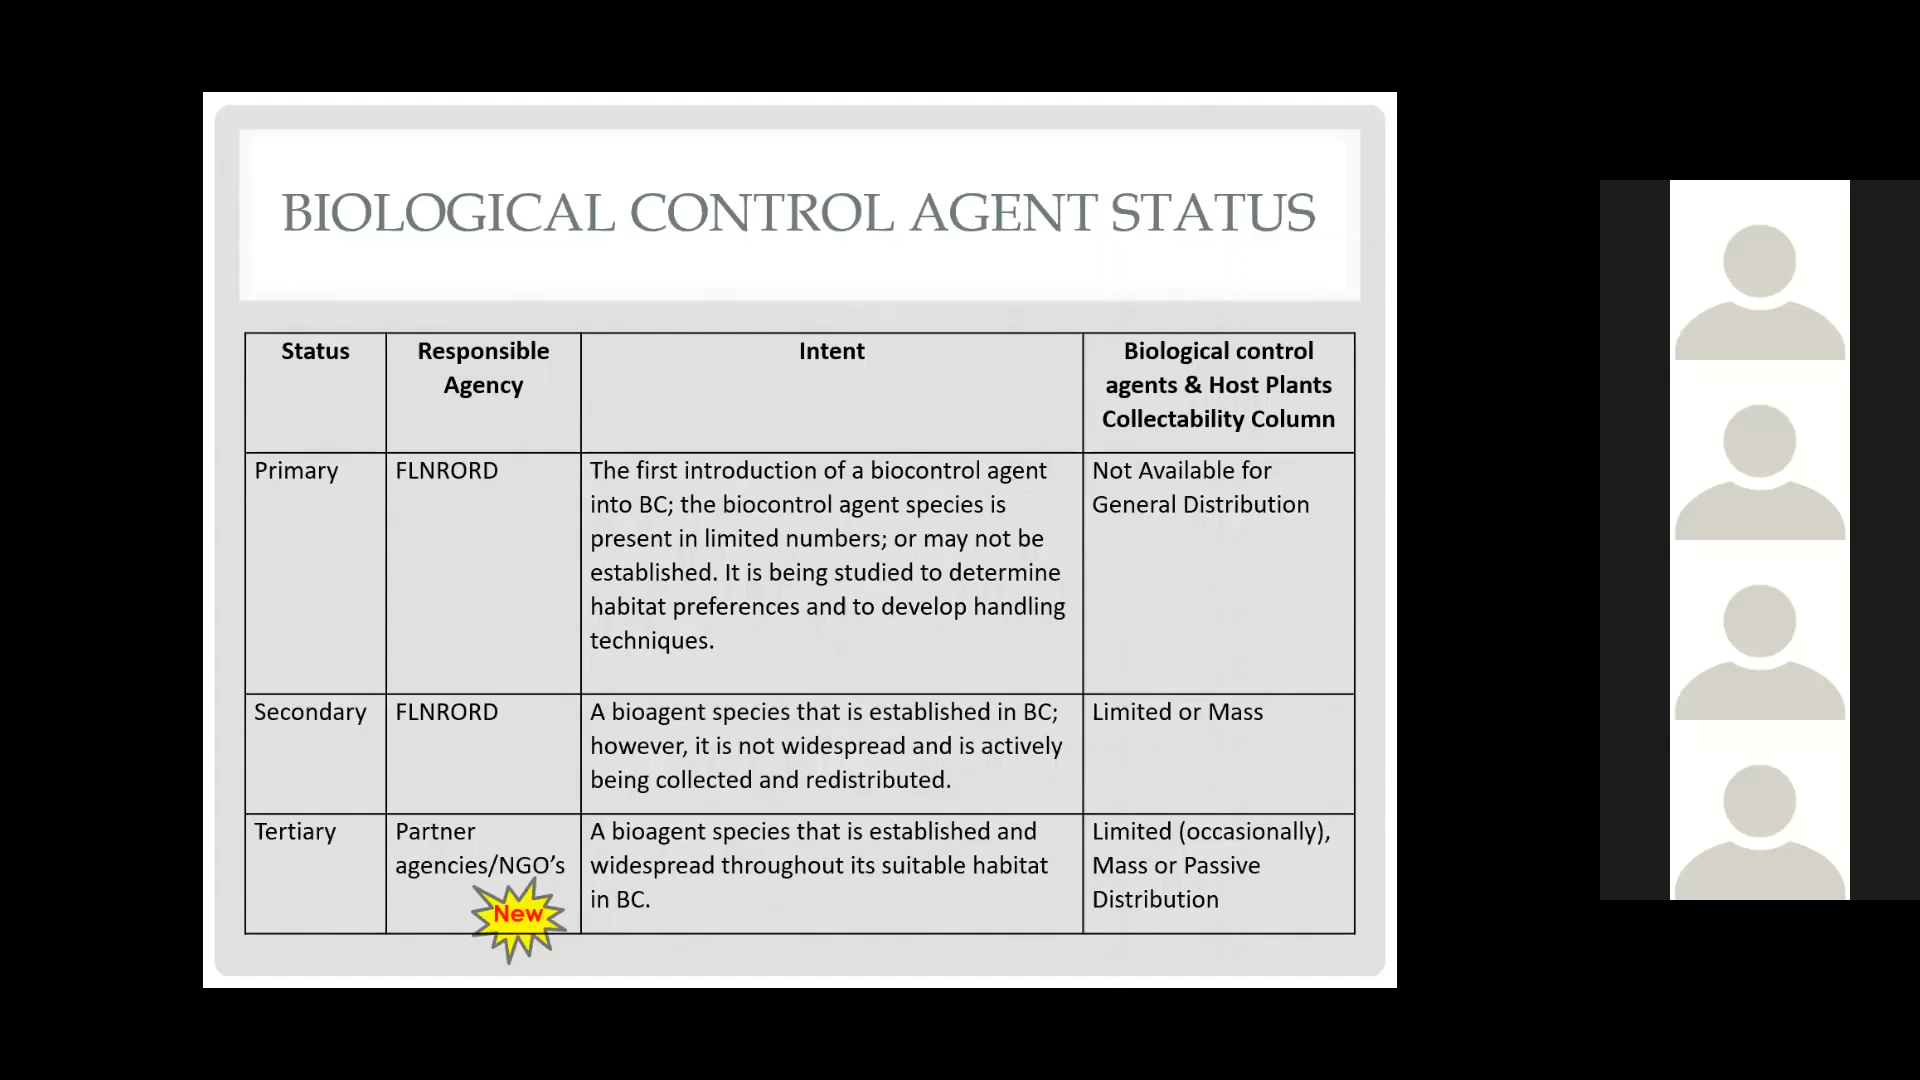 BIOLOGICAL CONTROL AGENT STATUS
Status
Responsible
Agency
Intent
Biological control
agents & Host Plants
Collectability Column
Primary
FLNRORD
The first introduction of a biocontrol agent
into BC; the biocontrol agent species is
present in limited numbers; or may not be
established. It is being studied to determine
habitat preferences and to develop handling
techniques.
Not Available for
General Distribution
Secondary
FLNRORD
A bioagent species that is established in BC;
however, it is not widespread and is actively
being collected and redistributed.
Limited or Mass
Tertiary
Partner
agencies/NGO’s
New
A bioagent species that is established and
widespread throughout its suitable habitat
in BC.
Limited (occasionally),
Mass or Passive
Distribution